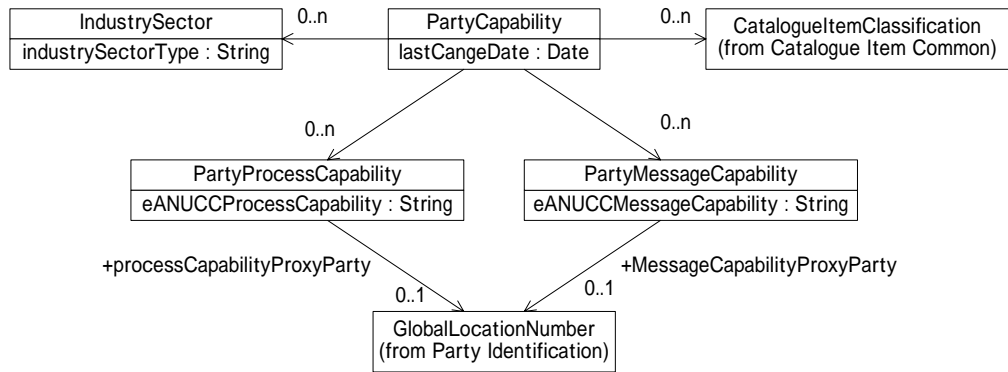 IndustrySector
industrySectorType : String
0..n
PartyCapability
lastCangeDate : Date
0..n
CatalogueItemClassification
(from Catalogue Item Common)
0..n
0..n
PartyProcessCapability
eANUCCProcessCapability : String
PartyMessageCapability
eANUCCMessageCapability : String
+processCapabilityProxyParty
+MessageCapabilityProxyParty
0..1
0..1
GlobalLocationNumber
(from Party Identification)